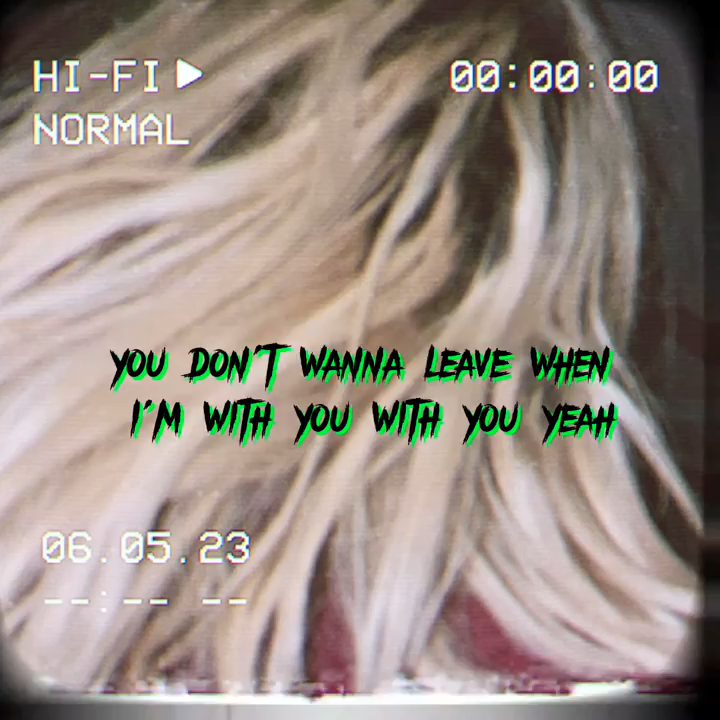 HI-FI ▶ 00:00:00
NORMAL
YOU DON'T WANNA LEAVE WHEN
I'M WITH YOU WITH YOU YEAH
06.05.23
--:-- --